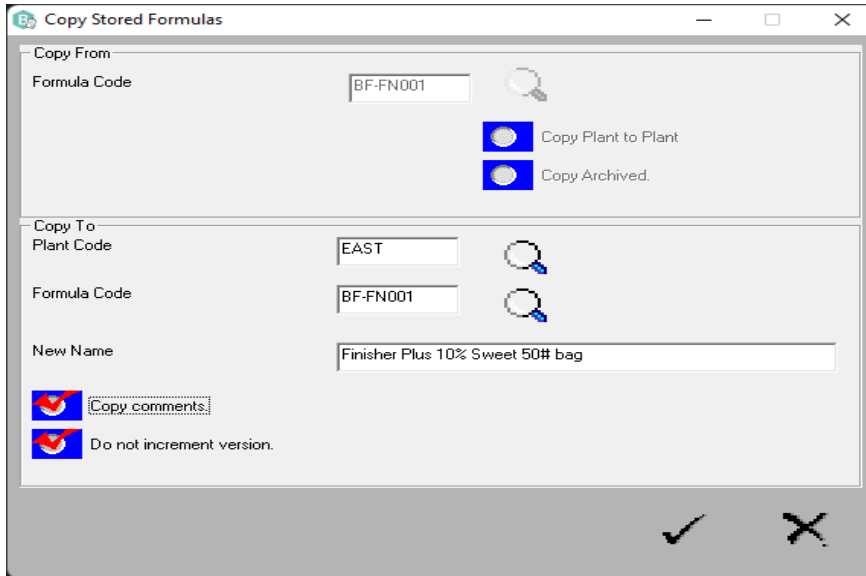 Copy Stored Formulas
Copy From
Formula Code BF-FN001
Copy Plant to Plant
Copy Archived.
Copy To
Plant Code EAST
Formula Code BF-FN001
New Name Finisher Plus 10% Sweet 50# bag
Copy comments.
Do not increment version.